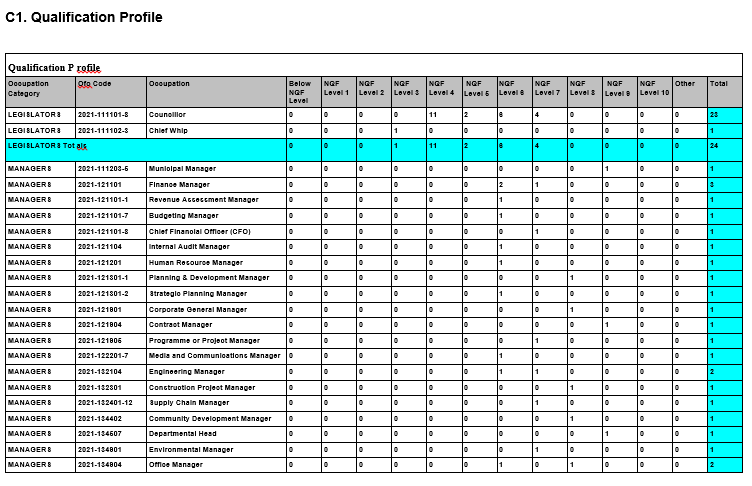 C1. Qualification Profile
Qualification P rofile
Occupation Category Ofo Code Occupation Below NQF Level NQF Level 1 NQF Level 2 NQF Level 3 NQF Level 4 NQF Level 5 NQF Level 6 NQF Level 7 NQF Level 8 NQF Level 9 NQF Level 10 Other Total
LEGISLATORS 2021-111101-8 Councillor 0 0 0 0 11 2 6 4 0 0 0 0 23
LEGISLATORS 2021-111102-3 Chief Whip 0 0 0 1 0 0 0 0 0 0 0 0 1
LEGISLATORS Tot als 0 0 0 1 11 2 6 4 0 0 0 0 24
MANAGERS 2021-111203-5 Municipal Manager 0 0 0 0 0 0 0 0 0 1 0 0 1
MANAGERS 2021-121101 Finance Manager 0 0 0 0 0 0 2 1 0 0 0 0 3
MANAGERS 2021-121101-1 Revenue Assessment Manager 0 0 0 0 0 0 1 0 0 0 0 0 1
MANAGERS 2021-121101-7 Budgeting Manager 0 0 0 0 0 0 1 0 0 0 0 0 1
MANAGERS 2021-121101-8 Chief Financial Officer (CFO) 0 0 0 0 0 0 0 1 0 0 0 0 1
MANAGERS 2021-121104 Internal Audit Manager 0 0 0 0 0 0 1 0 0 0 0 0 1
MANAGERS 2021-121201 Human Resource Manager 0 0 0 0 0 0 1 0 0 0 0 0 1
MANAGERS 2021-121301-1 Planning & Development Manager 0 0 0 0 0 0 0 0 1 0 0 0 1
MANAGERS 2021-121301-2 Strategic Planning Manager 0 0 0 0 0 0 1 0 0 0 0 0 1
MANAGERS 2021-121901 Corporate General Manager 0 0 0 0 0 0 0 0 1 0 0 0 1
MANAGERS 2021-121904 Contract Manager 0 0 0 0 0 0 0 0 0 1 0 0 1
MANAGERS 2021-121905 Programme or Project Manager 0 0 0 0 0 0 0 1 0 0 0 0 1
MANAGERS 2021-122201-7 Media and Communications Manager 0 0 0 0 0 0 1 0 0 0 0 0 1
MANAGERS 2021-132104 Engineering Manager 0 0 0 0 0 0 1 1 0 0 0 0 2
MANAGERS 2021-132301 Construction Project Manager 0 0 0 0 0 0 0 0 1 0 0 0 1
MANAGERS 2021-132401-12 Supply Chain Manager 0 0 0 0 0 0 0 1 0 0 0 0 1
MANAGERS 2021-134402 Community Development Manager 0 0 0 0 0 0 0 0 1 0 0 0 1
MANAGERS 2021-134507 Departmental Head 0 0 0 0 0 0 0 0 0 1 0 0 1
MANAGERS 2021-134901 Environmental Manager 0 0 0 0 0 0 0 1 0 0 0 0 1
MANAGERS 2021-134904 Office Manager 0 0 0 0 0 0 1 0 1 0 0 0 2